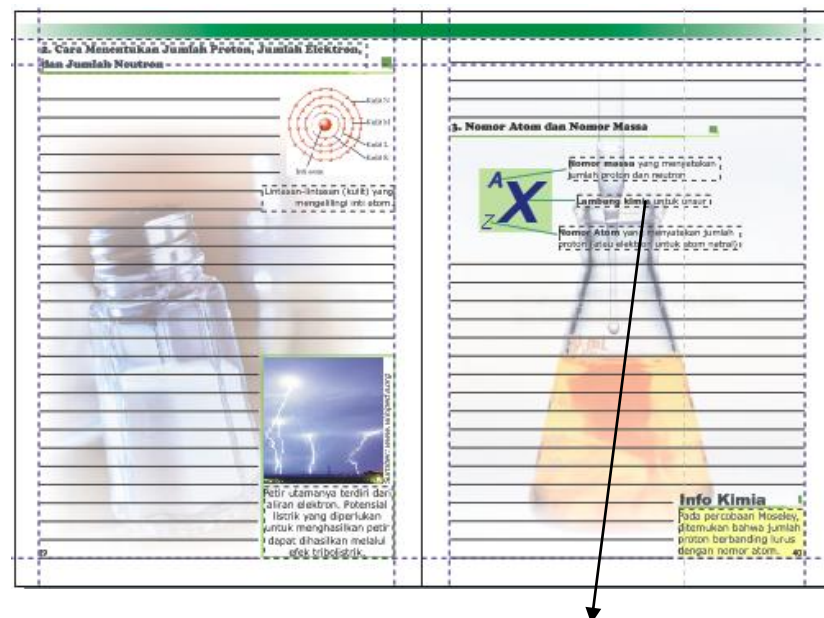 2. Cara Menentukan Jumlah Proton, Jumlah Elektron,
dan Jumlah Neutron
Kulit N
Kulit M
Kulit L
Kulit K
Inti atom
Lintasan-lintasan (kulit) yang
mengelilingi inti atom.
Petir utamanya terdiri dari
aliran elektron. Potensial
listrik yang diperlukan
untuk menghasilkan petir
dapat dihasilkan melalui
efek tribolistrik.
39
3. Nomor Atom dan Nomor Massa
A
X
Z
Nomor massa yang menyatakan
jumlah proton dan neutron
Lambang kimia untuk unsur
Nomor Atom yang menyatakan jumlah
proton (atau elektron untuk atom netral)
Info Kimia
Pada percobaan Moseley,
ditemukan bahwa jumlah
proton berbanding lurus
dengan nomor atom.
40